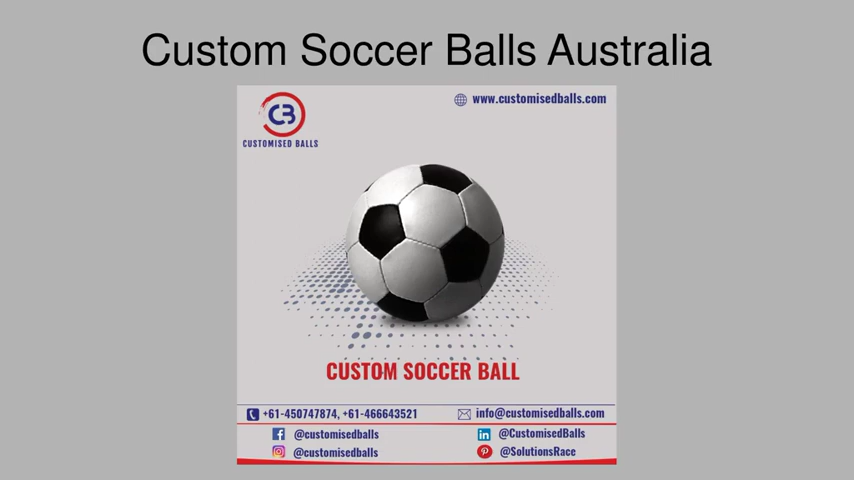 Custom Soccer Balls Australia
CB
CUSTOMISED BALLS
www.customisedballs.com
CUSTOM SOCCER BALL
+61-450747874, +61-466643521
info@customisedballs.com
@customisedballs
@CustomisedBalls
@customisedballs
@SolutionsRace